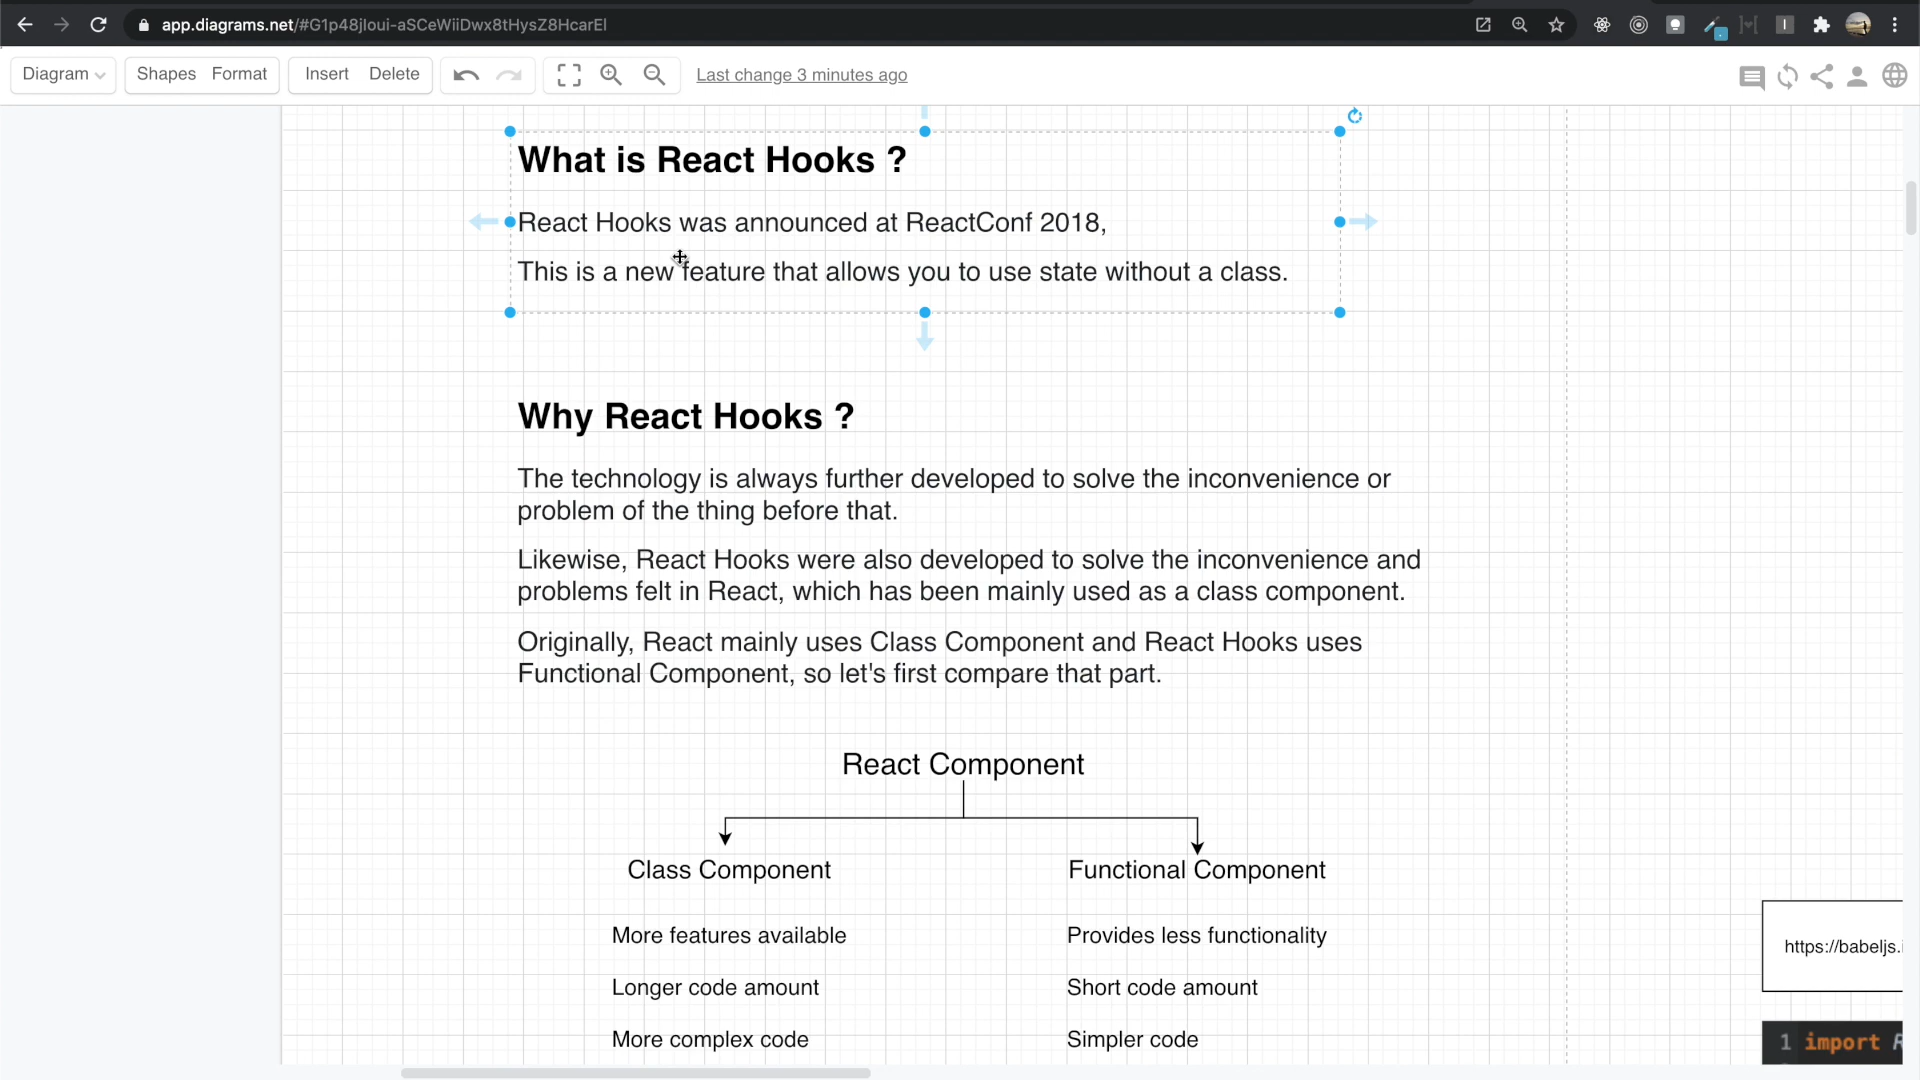 app.diagrams.net/#G1p48jIoui-aSCeWiiDwx8tHysZ8HcarEI
Diagram Shapes Format Insert Delete Last change 3 minutes ago
What is React Hooks ?
React Hooks was announced at ReactConf 2018,
This is a new feature that allows you to use state without a class.
Why React Hooks ?
The technology is always further developed to solve the inconvenience or
problem of the thing before that.
Likewise, React Hooks were also developed to solve the inconvenience and
problems felt in React, which has been mainly used as a class component.
Originally, React mainly uses Class Component and React Hooks uses
Functional Component, so let's first compare that part.
React Component
Class Component Functional Component
More features available Provides less functionality
https://babeljs.i
Longer code amount Short code amount
More complex code Simpler code
1 import R